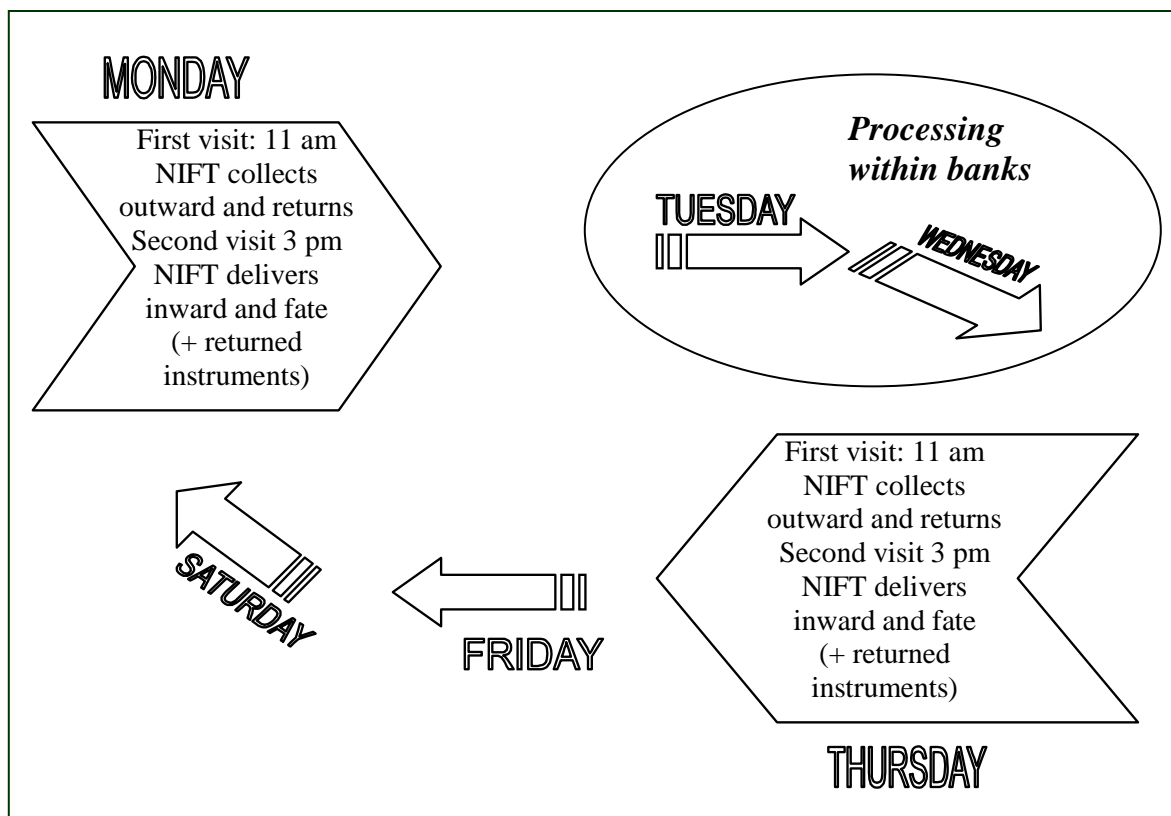 MONDAY
First visit: 11 am
NIFT collects
outward and returns
Second visit 3 pm
NIFT delivers
inward and fate
(+ returned
instruments)
Processing
within banks
TUESDAY
WEDNESDAY
First visit: 11 am
NIFT collects
outward and returns
Second visit 3 pm
NIFT delivers
inward and fate
(+ returned
instruments)
THURSDAY
FRIDAY
SATURDAY